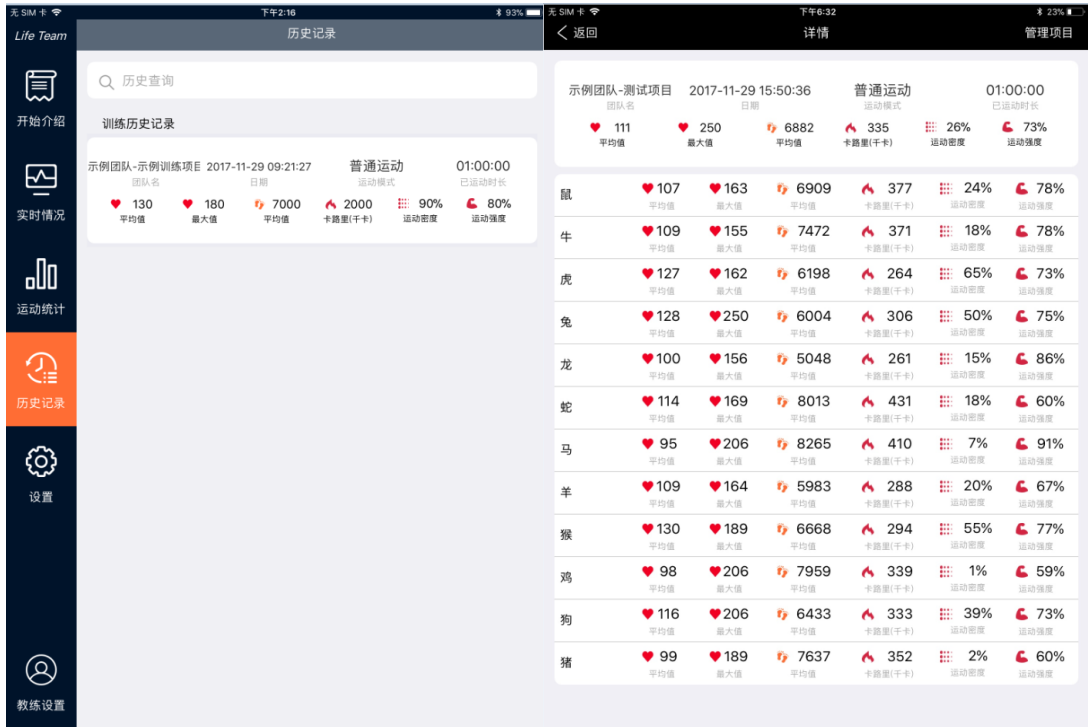 无 SIM 卡 下午2:16 93%
Life Team
历史记录
开始介绍
实时情况
运动统计
历史记录
设置
教练设置
历史查询
训练历史记录
示例团队-示例训练项目 2017-11-29 09:21:27 普通运动 01:00:00
团队名 日期 运动模式 已运动时长
130 180 7000 2000 90% 80%
平均值 最大值 平均值 卡路里(千卡) 运动密度 运动强度
无 SIM 卡 下午6:32 23%
返回 详情 管理项目
示例团队-测试项目 2017-11-29 15:50:36 普通运动 01:00:00
团队名 日期 运动模式 已运动时长
111 250 6882 335 26% 73%
平均值 最大值 平均值 卡路里(千卡) 运动密度 运动强度
鼠 107 163 6909 377 24% 78%
平均值 最大值 平均值 卡路里(千卡) 运动密度 运动强度
牛 109 155 7472 371 18% 78%
平均值 最大值 平均值 卡路里(千卡) 运动密度 运动强度
虎 127 162 6198 264 65% 73%
平均值 最大值 平均值 卡路里(千卡) 运动密度 运动强度
兔 128 250 6004 306 50% 75%
平均值 最大值 平均值 卡路里(千卡) 运动密度 运动强度
龙 100 156 5048 261 15% 86%
平均值 最大值 平均值 卡路里(千卡) 运动密度 运动强度
蛇 114 169 8013 431 18% 60%
平均值 最大值 平均值 卡路里(千卡) 运动密度 运动强度
马 95 206 8265 410 7% 91%
平均值 最大值 平均值 卡路里(千卡) 运动密度 运动强度
羊 109 164 5983 288 20% 67%
平均值 最大值 平均值 卡路里(千卡) 运动密度 运动强度
猴 130 189 6668 294 55% 77%
平均值 最大值 平均值 卡路里(千卡) 运动密度 运动强度
鸡 98 206 7959 339 1% 59%
平均值 最大值 平均值 卡路里(千卡) 运动密度 运动强度
狗 116 206 6433 333 39% 73%
平均值 最大值 平均值 卡路里(千卡) 运动密度 运动强度
猪 99 189 7637 352 2% 60%
平均值 最大值 平均值 卡路里(千卡) 运动密度 运动强度